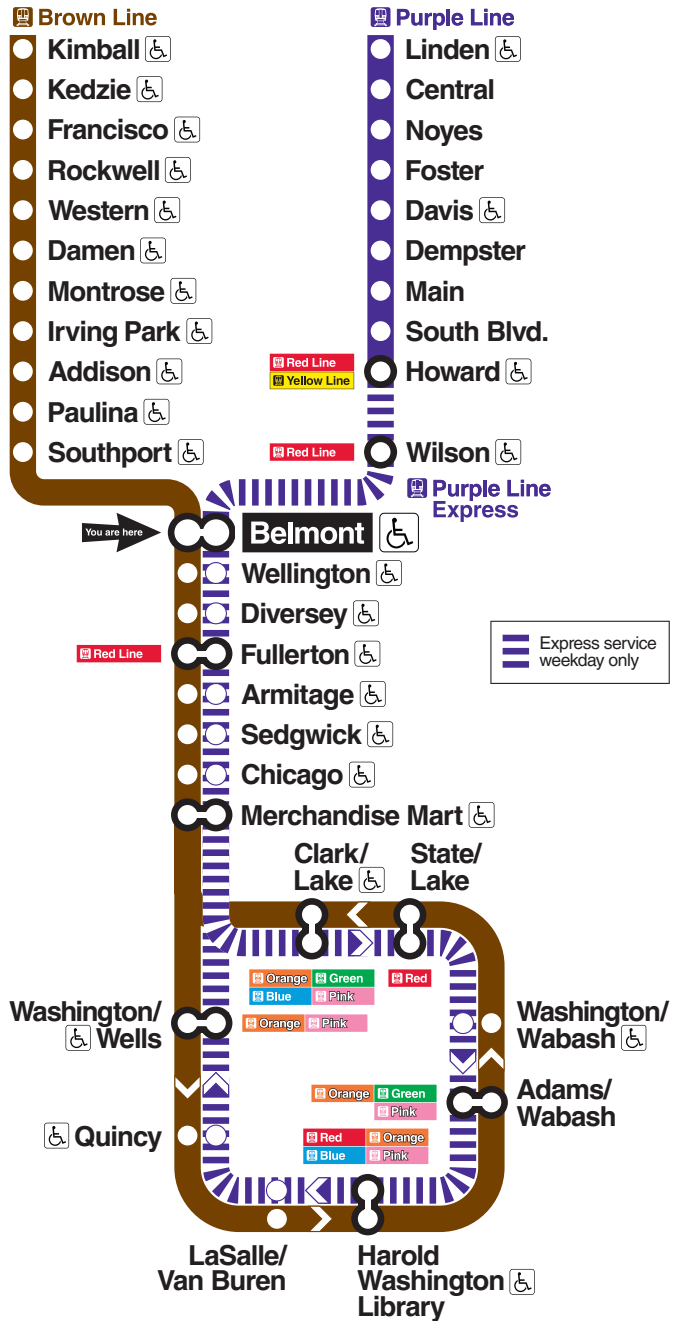 Brown Line
Kimball
Kedzie
Francisco
Rockwell
Western
Damen
Montrose
Irving Park
Addison
Paulina
Southport
Purple Line
Linden
Central
Noyes
Foster
Davis
Dempster
Main
South Blvd.
Red Line
Yellow Line
Howard
Red Line
Wilson
Purple Line
Express
You are here
Belmont
Wellington
Diversey
Red Line
Fullerton
Express service
weekday only
Armitage
Sedgwick
Chicago
Merchandise Mart
Clark/
Lake
State/
Lake
Orange Green
Blue Pink
Red
Washington/
Wells
Orange Pink
Washington/
Wabash
Orange Green
Pink
Adams/
Wabash
Quincy
Red Orange
Blue Pink
LaSalle/
Van Buren
Harold
Washington
Library